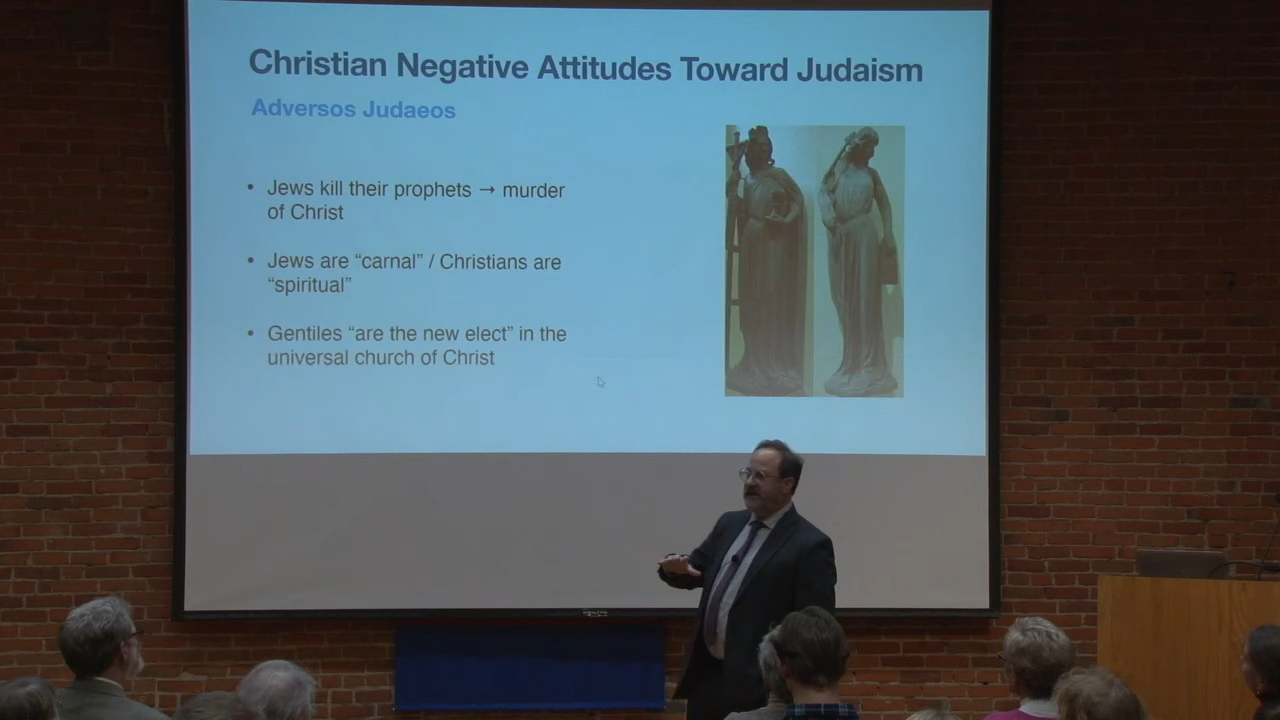 Christian Negative Attitudes Toward Judaism
Adversos Judaeos
• Jews kill their prophets → murder
of Christ
• Jews are “carnal” / Christians are
“spiritual”
• Gentiles “are the new elect” in the
universal church of Christ